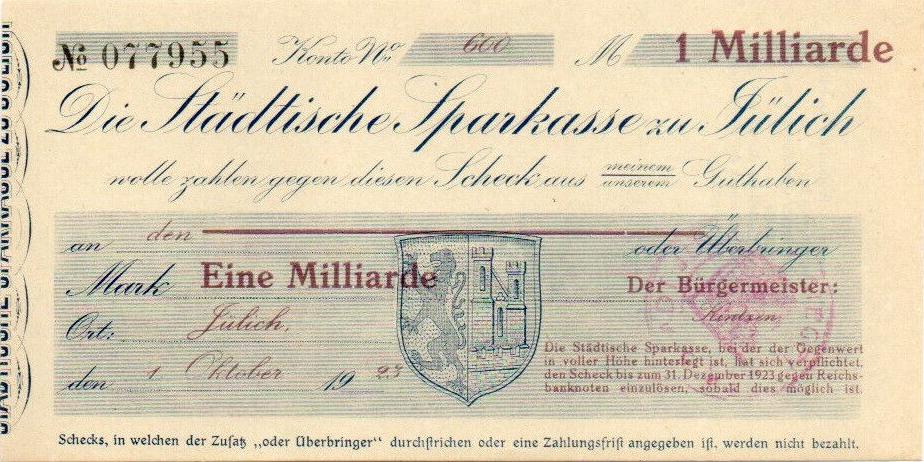 № 077955 Konto No. 600 M 1 Milliarde
Die Städtische Sparkasse zu Jülich
wolle zahlen gegen diesen Scheck aus meinem
unserem Guthaben
an den oder Überbringer
Mark Eine Milliarde Der Bürgermeister:
Ort: Jülich,
den 1 Oktober 1923
Die Städtische Sparkasse, bei der der Gegenwert
in voller Höhe hinterlegt ist, hat sich verpflichtet,
den Scheck bis zum 31. Dezember 1923 gegen Reichs-
banknoten einzulösen, sobald dies möglich ist.
Schecks, in welchen der Zuſatz „oder Überbringer“ durchſtrichen oder eine Zahlungsfriſt angegeben iſt, werden nicht bezahlt.